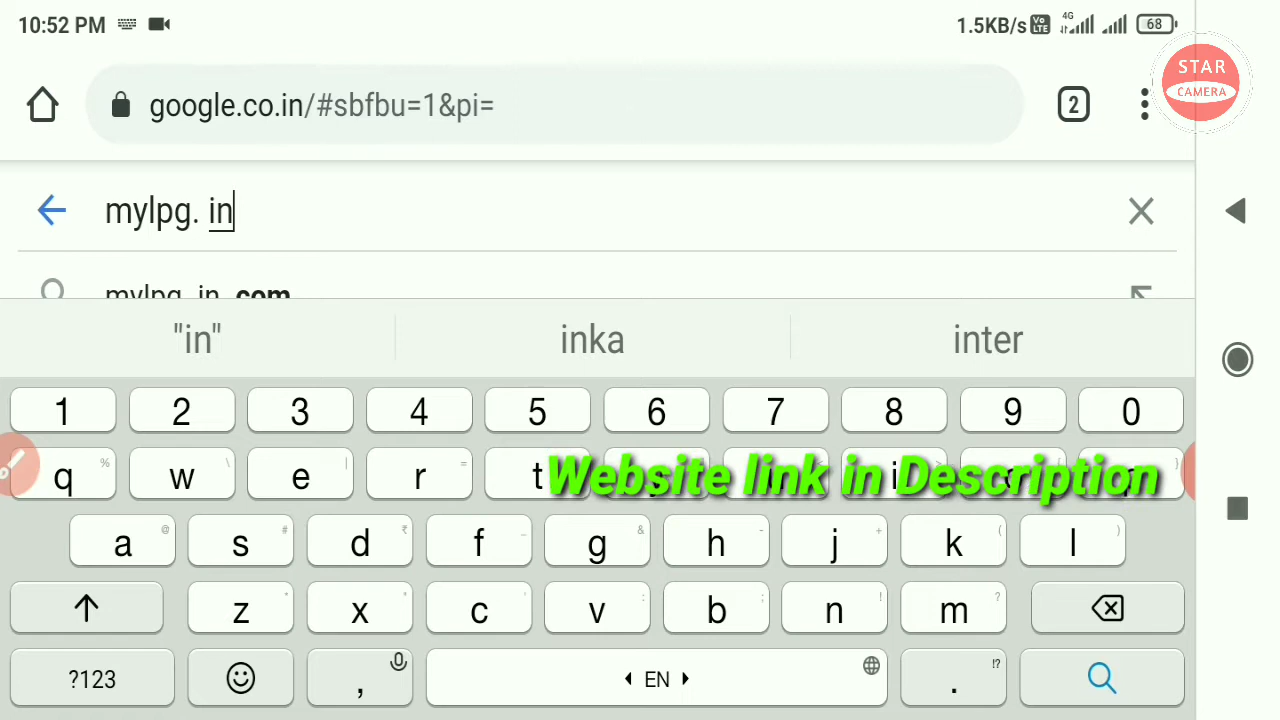 10:52 PM
1.5KB/s Vo LTE 4G 68
STAR
CAMERA
google.co.in/#sbfbu=1&pi=
2
mylpg. in
mylpg. in .com
"in" inka inter
1 2 3 4 5 6 7 8 9 0
q % w \ e | r = t i
Website link in Description
a @ s # d ₹ f _ g & h - j + k ( l )
z * x " c ' v : b ; n ! m ?
?123 , EN . !?